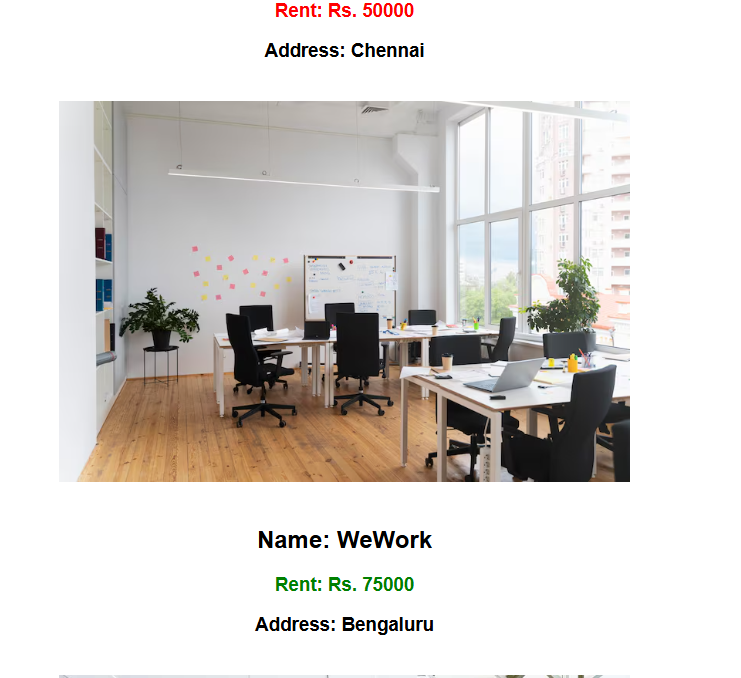 Rent: Rs. 50000
Address: Chennai
Name: WeWork
Rent: Rs. 75000
Address: Bengaluru